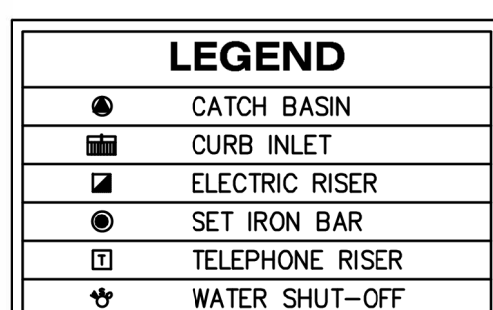 LEGEND
CATCH BASIN
CURB INLET
ELECTRIC RISER
SET IRON BAR
T TELEPHONE RISER
WATER SHUT-OFF